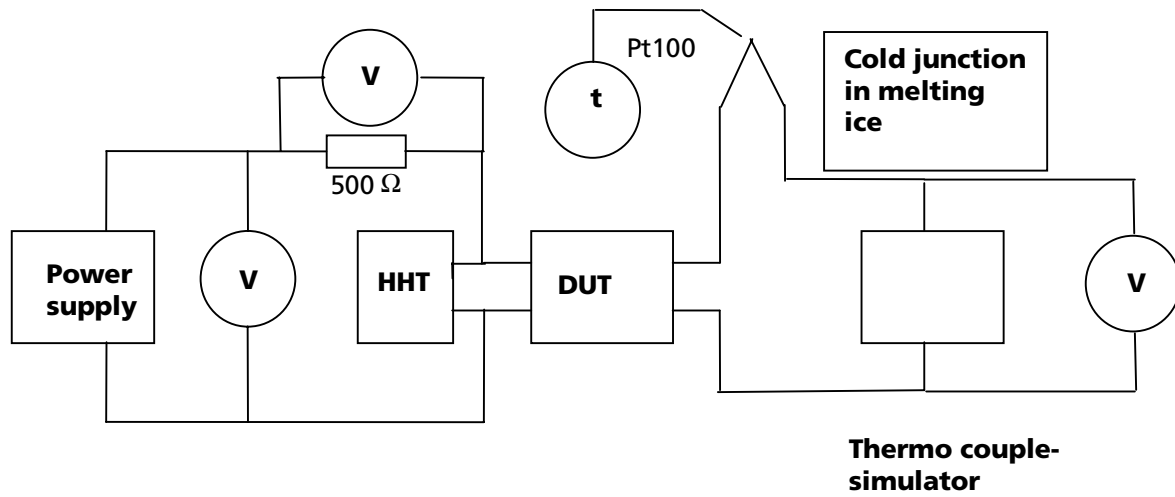 Pt100
V
t
Cold junction
in melting
ice
500 Ω
Power
supply
V
HHT
DUT
V
Thermo couple-
simulator